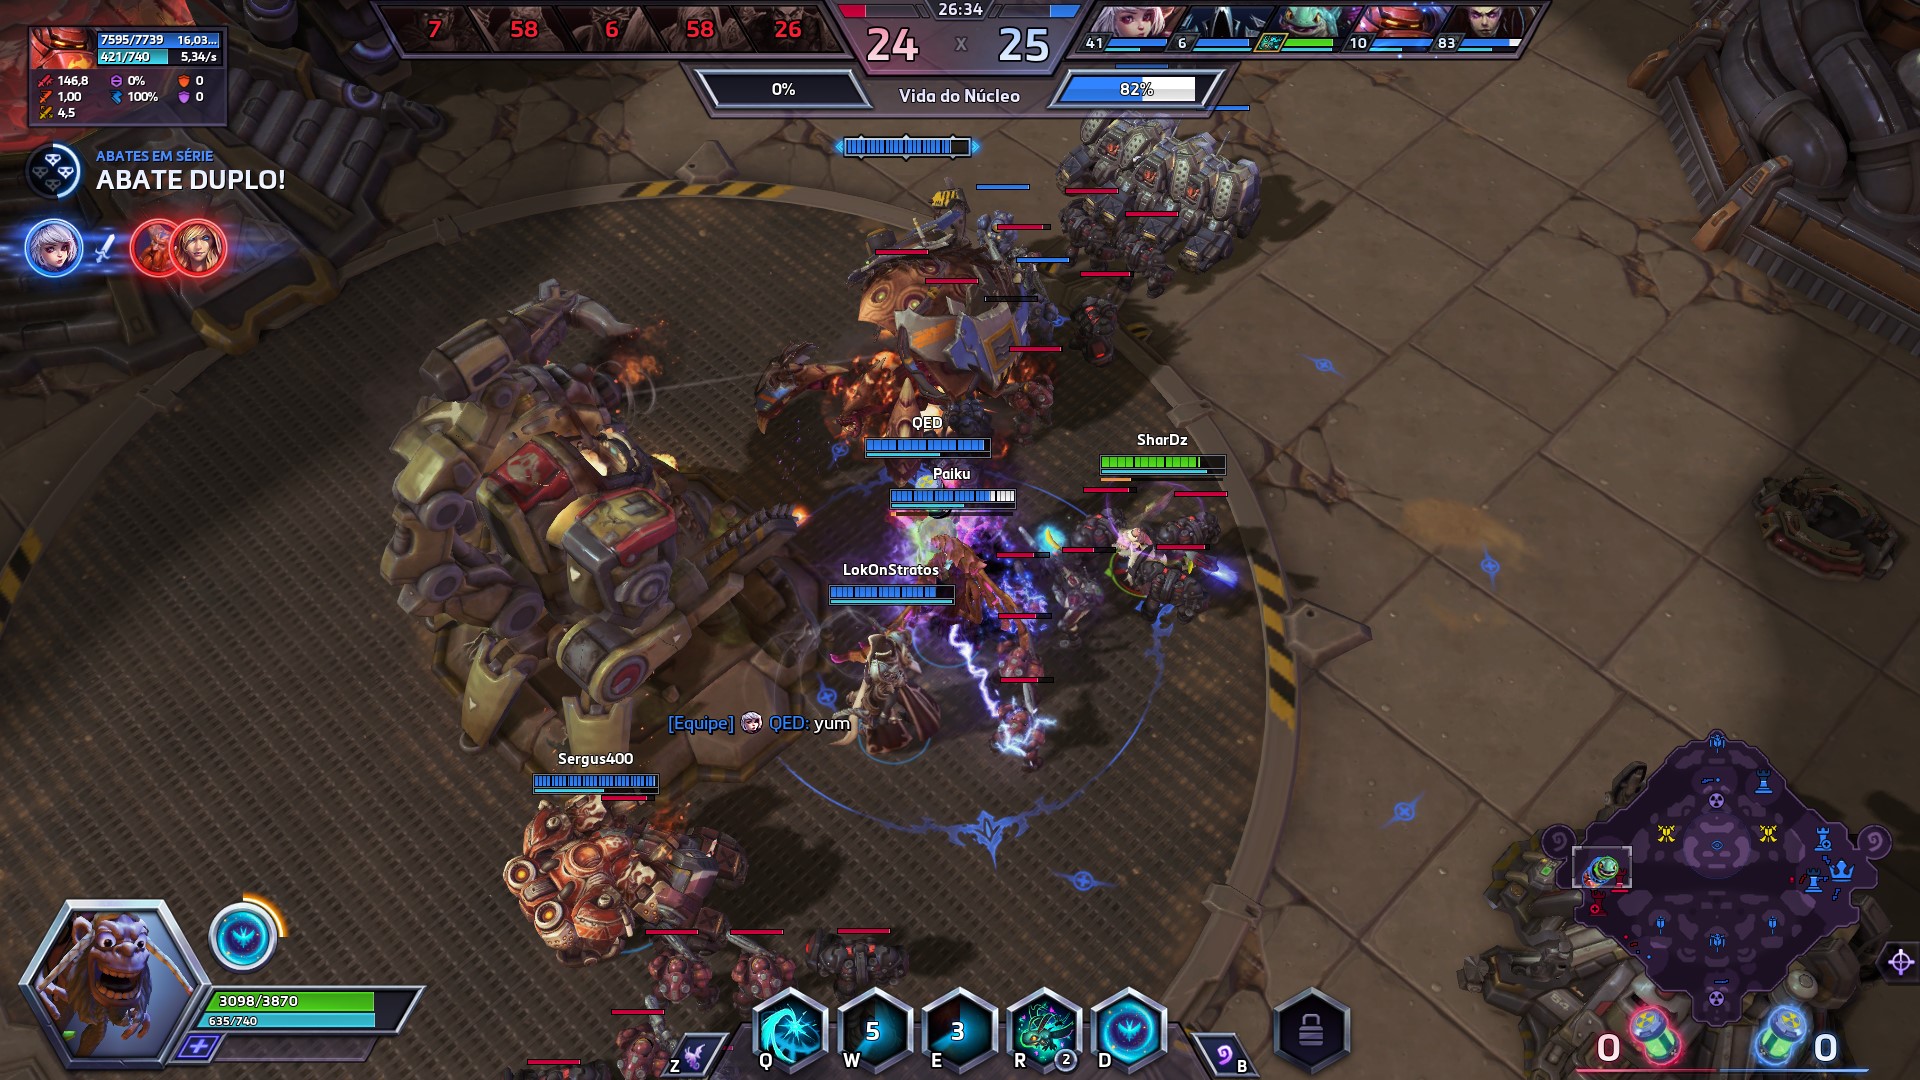 7595/7739 16,03...
421/740 5,34/s
146,8 0% 0
1,00 100% 0
4,5
ABATES EM SÉRIE
ABATE DUPLO!
7 58 6 58 26
26:34
24 x 25
41 6 10 83
0% Vida do Núcleo 82%
QED
SharDz
Paiku
LokOnStratos
[Equipe] QED: yum
Sergus400
3098/3870
635/740
5 3
Z Q W E R 2 D B
0 0